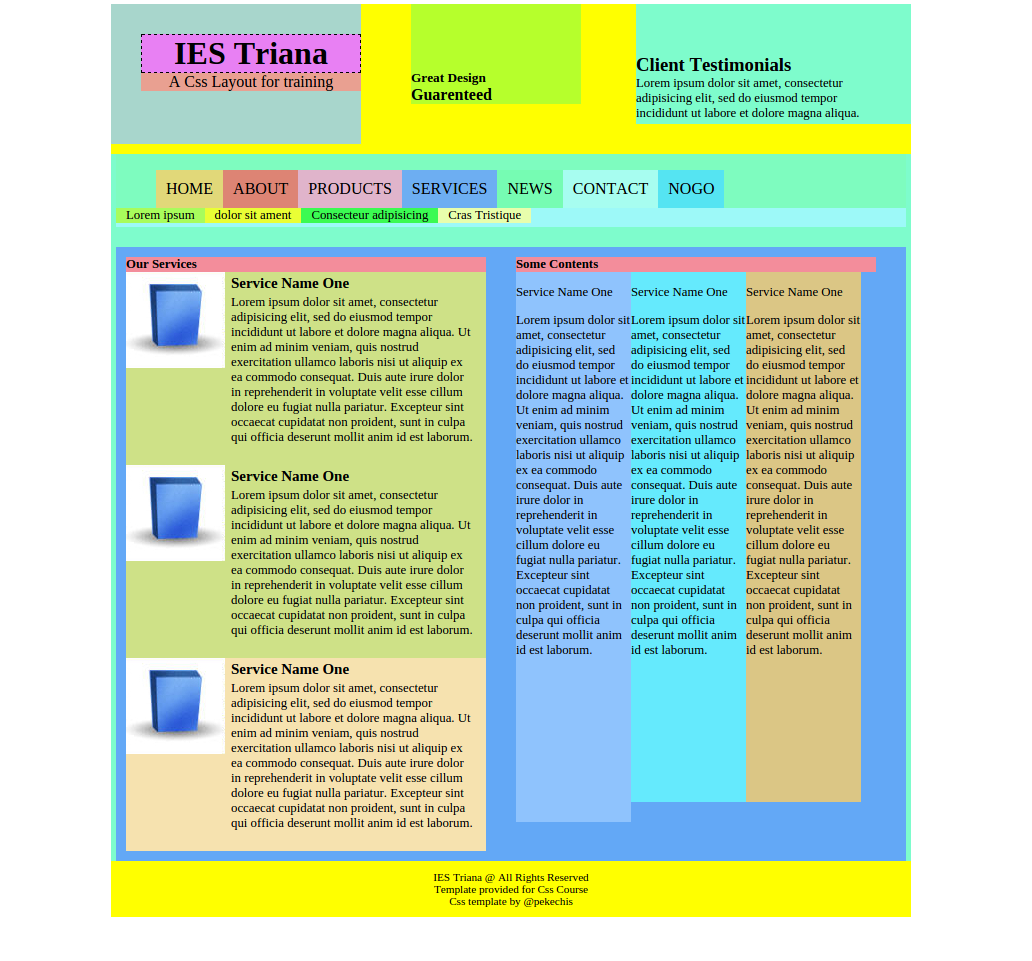 IES Triana
A Css Layout for training
Great Design
Guarenteed
Client Testimonials
Lorem ipsum dolor sit amet, consectetur
adipisicing elit, sed do eiusmod tempor
incididunt ut labore et dolore magna aliqua.
HOME ABOUT PRODUCTS SERVICES NEWS CONTACT NOGO
Lorem ipsum dolor sit ament Consecteur adipisicing Cras Tristique
Our Services
Service Name One
Lorem ipsum dolor sit amet, consectetur
adipisicing elit, sed do eiusmod tempor
incididunt ut labore et dolore magna aliqua. Ut
enim ad minim veniam, quis nostrud
exercitation ullamco laboris nisi ut aliquip ex
ea commodo consequat. Duis aute irure dolor
in reprehenderit in voluptate velit esse cillum
dolore eu fugiat nulla pariatur. Excepteur sint
occaecat cupidatat non proident, sunt in culpa
qui officia deserunt mollit anim id est laborum.
Service Name One
Lorem ipsum dolor sit amet, consectetur
adipisicing elit, sed do eiusmod tempor
incididunt ut labore et dolore magna aliqua. Ut
enim ad minim veniam, quis nostrud
exercitation ullamco laboris nisi ut aliquip ex
ea commodo consequat. Duis aute irure dolor
in reprehenderit in voluptate velit esse cillum
dolore eu fugiat nulla pariatur. Excepteur sint
occaecat cupidatat non proident, sunt in culpa
qui officia deserunt mollit anim id est laborum.
Service Name One
Lorem ipsum dolor sit amet, consectetur
adipisicing elit, sed do eiusmod tempor
incididunt ut labore et dolore magna aliqua. Ut
enim ad minim veniam, quis nostrud
exercitation ullamco laboris nisi ut aliquip ex
ea commodo consequat. Duis aute irure dolor
in reprehenderit in voluptate velit esse cillum
dolore eu fugiat nulla pariatur. Excepteur sint
occaecat cupidatat non proident, sunt in culpa
qui officia deserunt mollit anim id est laborum.
Some Contents
Service Name One
Lorem ipsum dolor sit
amet, consectetur
adipisicing elit, sed
do eiusmod tempor
incididunt ut labore et
dolore magna aliqua.
Ut enim ad minim
veniam, quis nostrud
exercitation ullamco
laboris nisi ut aliquip
ex ea commodo
consequat. Duis aute
irure dolor in
reprehenderit in
voluptate velit esse
cillum dolore eu
fugiat nulla pariatur.
Excepteur sint
occaecat cupidatat
non proident, sunt in
culpa qui officia
deserunt mollit anim
id est laborum.
Service Name One
Lorem ipsum dolor sit
amet, consectetur
adipisicing elit, sed
do eiusmod tempor
incididunt ut labore et
dolore magna aliqua.
Ut enim ad minim
veniam, quis nostrud
exercitation ullamco
laboris nisi ut aliquip
ex ea commodo
consequat. Duis aute
irure dolor in
reprehenderit in
voluptate velit esse
cillum dolore eu
fugiat nulla pariatur.
Excepteur sint
occaecat cupidatat
non proident, sunt in
culpa qui officia
deserunt mollit anim
id est laborum.
Service Name One
Lorem ipsum dolor sit
amet, consectetur
adipisicing elit, sed
do eiusmod tempor
incididunt ut labore et
dolore magna aliqua.
Ut enim ad minim
veniam, quis nostrud
exercitation ullamco
laboris nisi ut aliquip
ex ea commodo
consequat. Duis aute
irure dolor in
reprehenderit in
voluptate velit esse
cillum dolore eu
fugiat nulla pariatur.
Excepteur sint
occaecat cupidatat
non proident, sunt in
culpa qui officia
deserunt mollit anim
id est laborum.
IES Triana @ All Rights Reserved
Template provided for Css Course
Css template by @pekechis